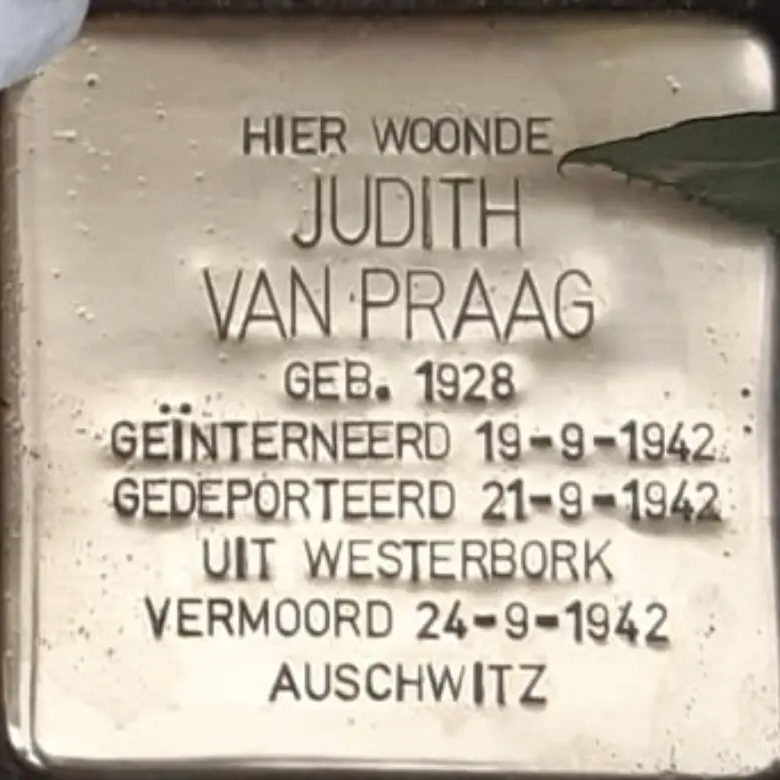 HIER WOONDE
JUDITH
VAN PRAAG
GEB. 1928
GEÏNTERNEERD 19-9-1942
GEDEPORTEERD 21-9-1942
UIT WESTERBORK
VERMOORD 24-9-1942
AUSCHWITZ